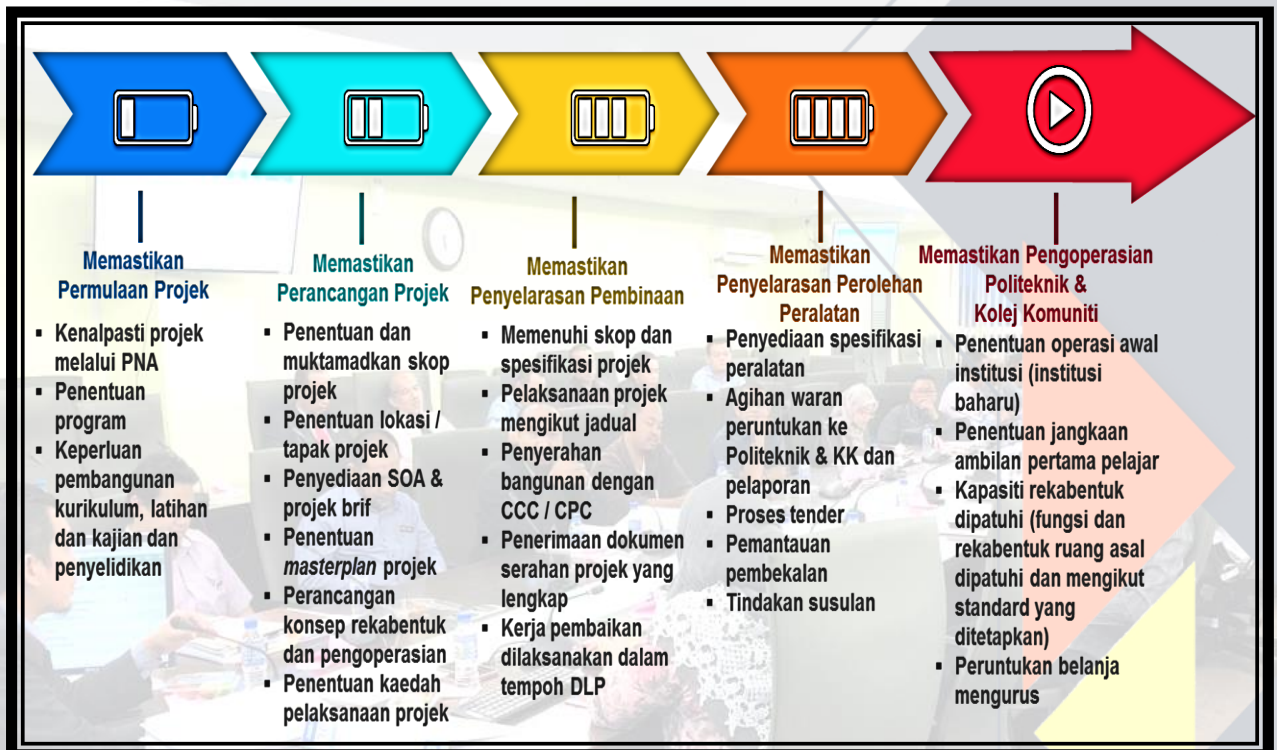 Memastikan
Permulaan Projek
▪ Kenalpasti projek
melalui PNA
▪ Penentuan
program
▪ Keperluan
pembangunan
kurikulum, latihan
dan kajian dan
penyelidikan
Memastikan
Perancangan Projek
▪ Penentuan dan
muktamadkan skop
projek
▪ Penentuan lokasi /
tapak projek
▪ Penyediaan SOA &
projek brif
▪ Penentuan
masterplan projek
▪ Perancangan
konsep rekabentuk
dan pengoperasian
▪ Penentuan kaedah
pelaksanaan projek
Memastikan
Penyelarasan Pembinaan
▪ Memenuhi skop dan
spesifikasi projek
▪ Pelaksanaan projek
mengikut jadual
▪ Penyerahan
bangunan dengan
CCC / CPC
▪ Penerimaan dokumen
serahan projek yang
lengkap
▪ Kerja pembaikan
dilaksanakan dalam
tempoh DLP
Memastikan
Penyelarasan Perolehan
Peralatan
▪ Penyediaan spesifikasi
peralatan
▪ Agihan waran
peruntukan ke
Politeknik & KK dan
pelaporan
▪ Proses tender
▪ Pemantauan
pembekalan
▪ Tindakan susulan
Memastikan Pengoperasian
Politeknik &
Kolej Komuniti
▪ Penentuan operasi awal
institusi (institusi
baharu)
▪ Penentuan jangkaan
ambilan pertama pelajar
▪ Kapasiti rekabentuk
dipatuhi (fungsi dan
rekabentuk ruang asal
dipatuhi dan mengikut
standard yang
ditetapkan)
▪ Peruntukan belanja
mengurus